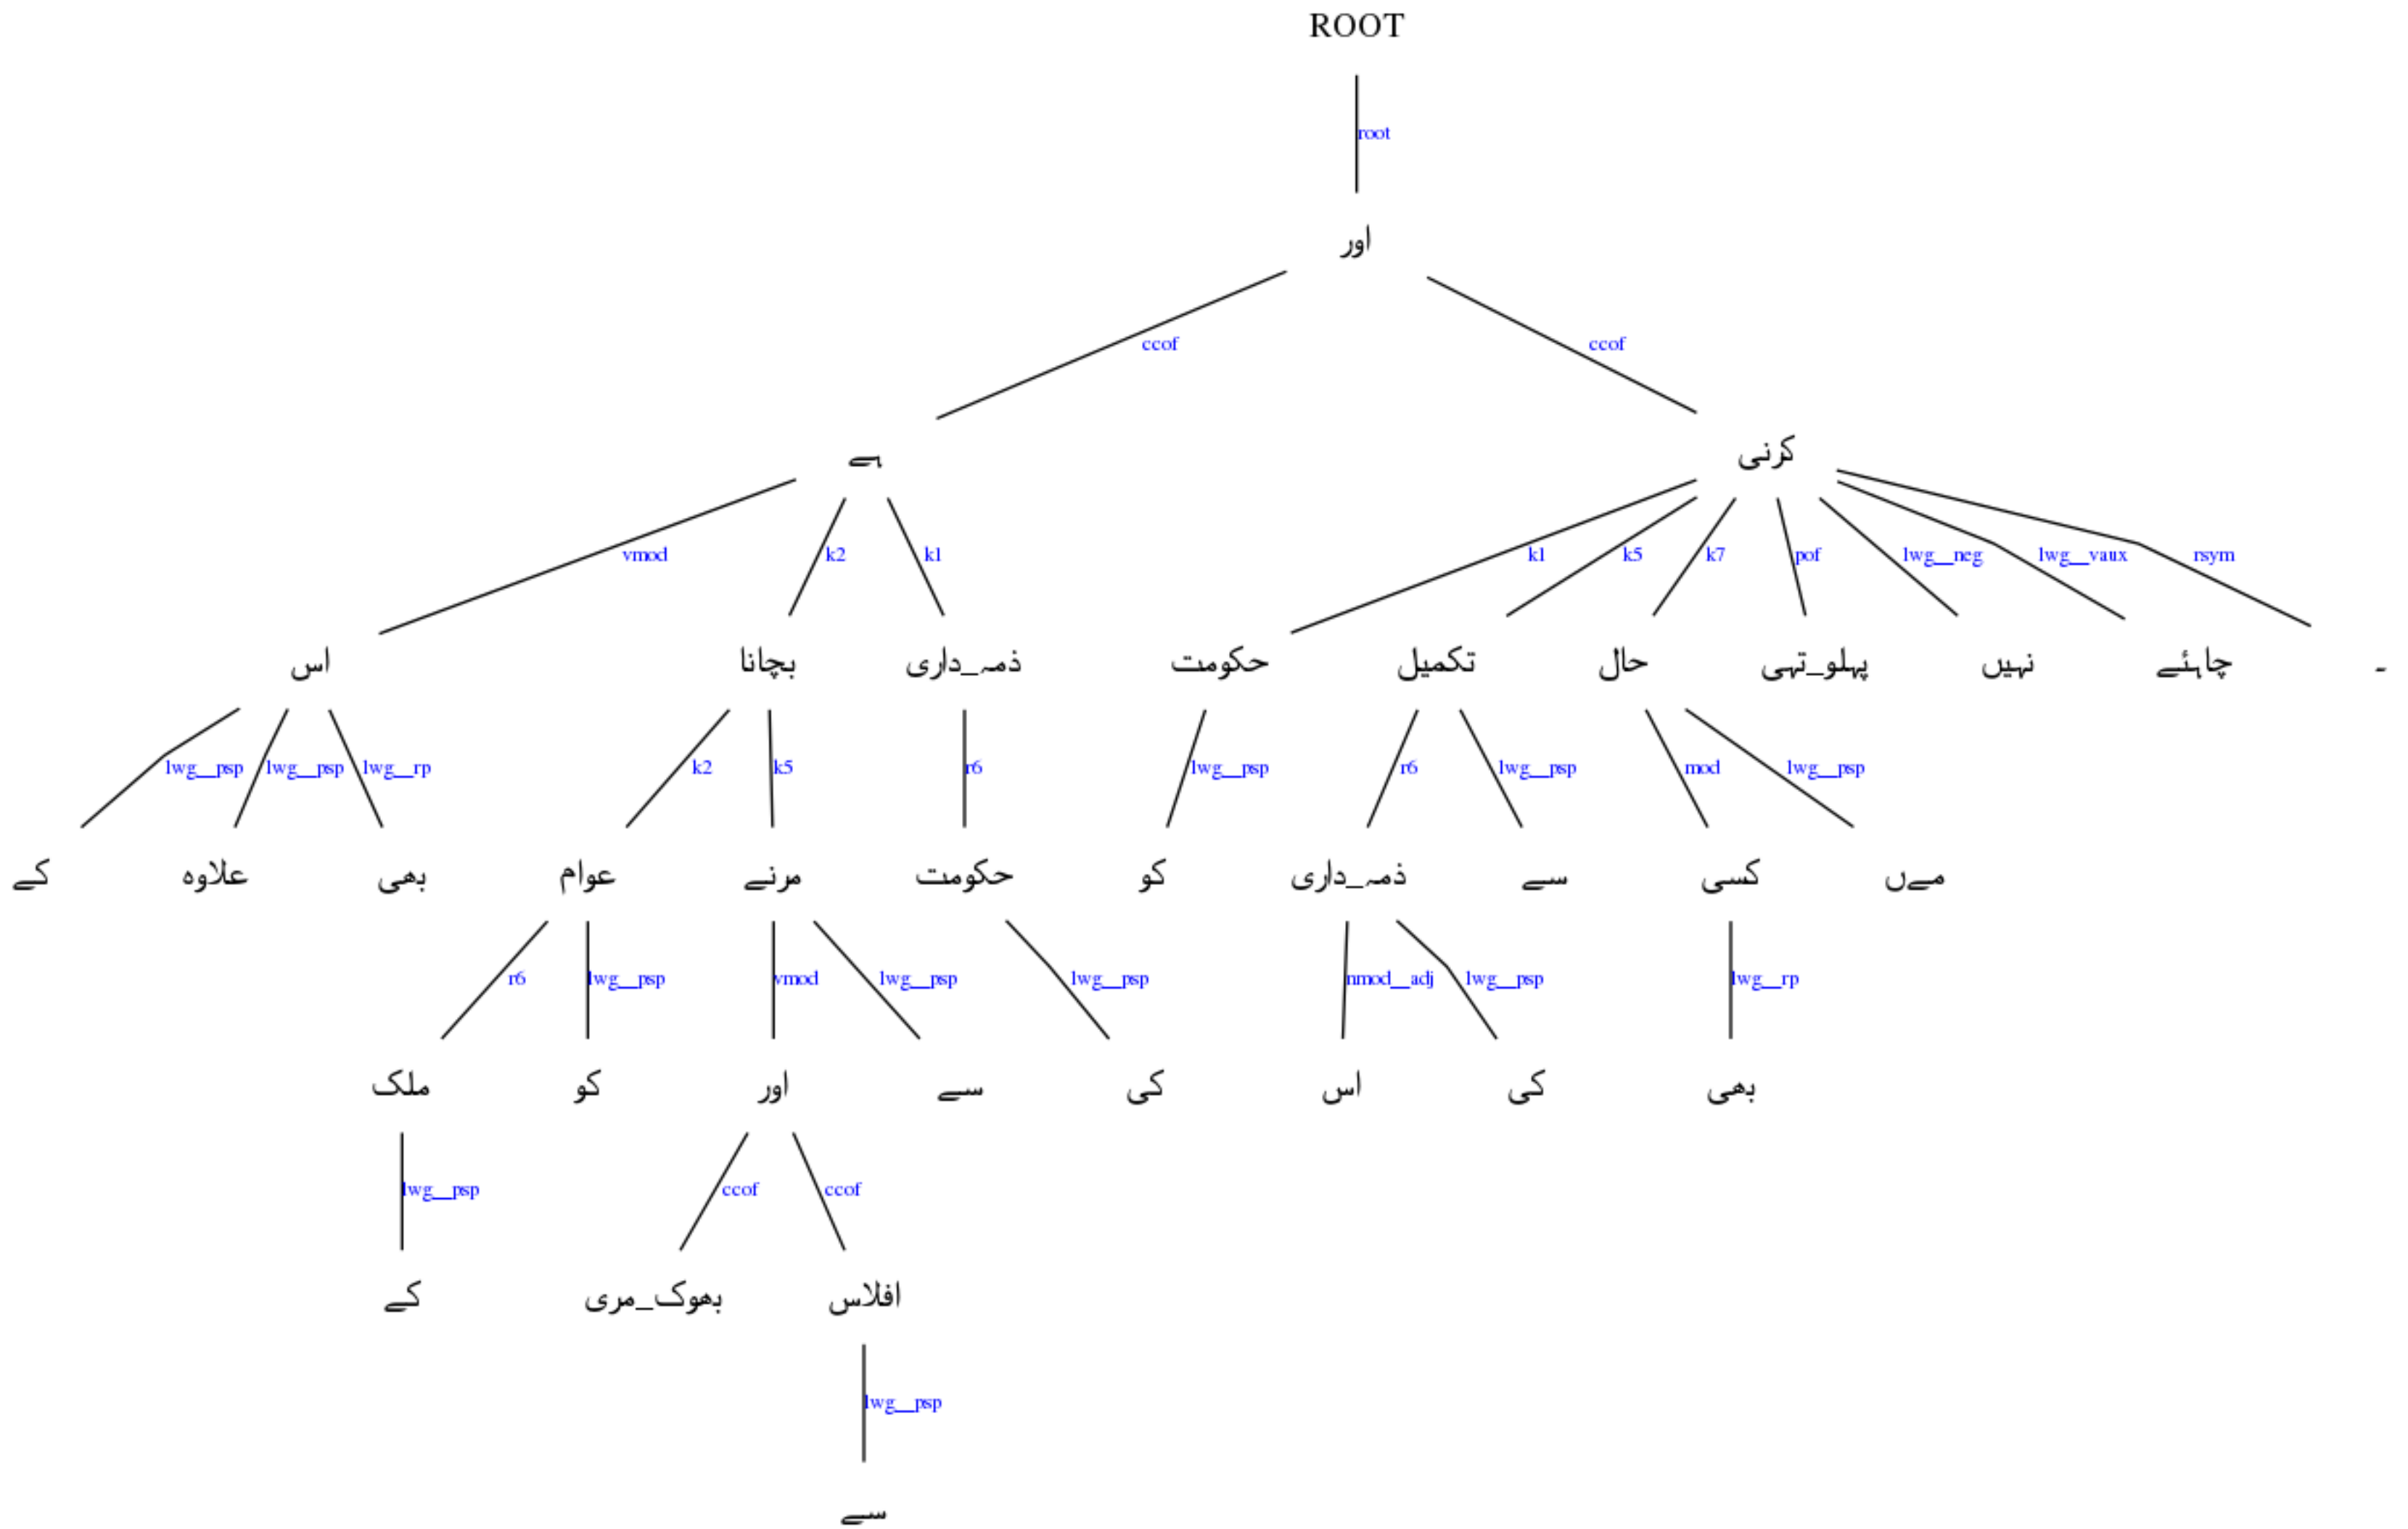 ROOT
root
اور
ccof ccof
ہے کرنی
vmod k2 k1 k1 k5 k7 pof lwg__neg lwg__vaux rsym
اس بچانا ذمہ_داری حکومت تکمیل حال پہلو_تہی نہیں چاہئے ۔
lwg__psp lwg__psp lwg__rp k2 k5 r6 lwg__psp r6 lwg__psp mod lwg__psp
کے علاوہ بھی عوام مرنے حکومت کو ذمہ_داری سے کسی مےں
r6 lwg__psp vmod lwg__psp lwg__psp nmod__adj lwg__psp lwg__rp
ملک کو اور سے کی اس کی بھی
lwg__psp ccof ccof
کے بھوک_مری افلاس
lwg__psp
سے